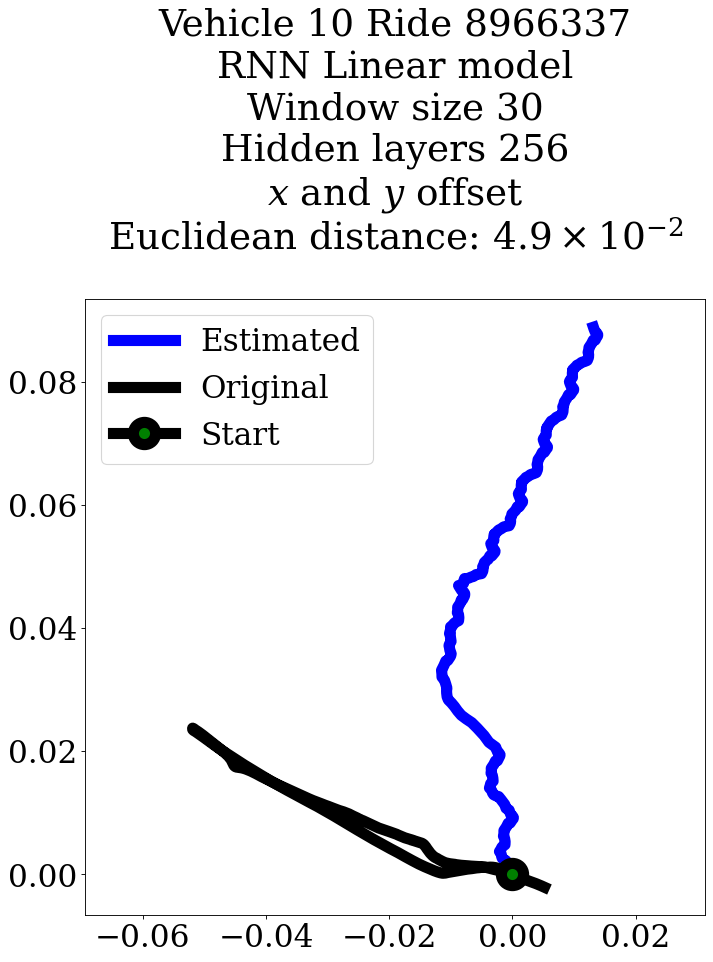 Vehicle 10 Ride 8966337
RNN Linear model
Window size 30
Hidden layers 256
x and y offset
Euclidean distance: 4.9 × 10⁻²
Estimated
Original
Start
0.08
0.06
0.04
0.02
0.00
−0.06 −0.04 −0.02 0.00 0.02